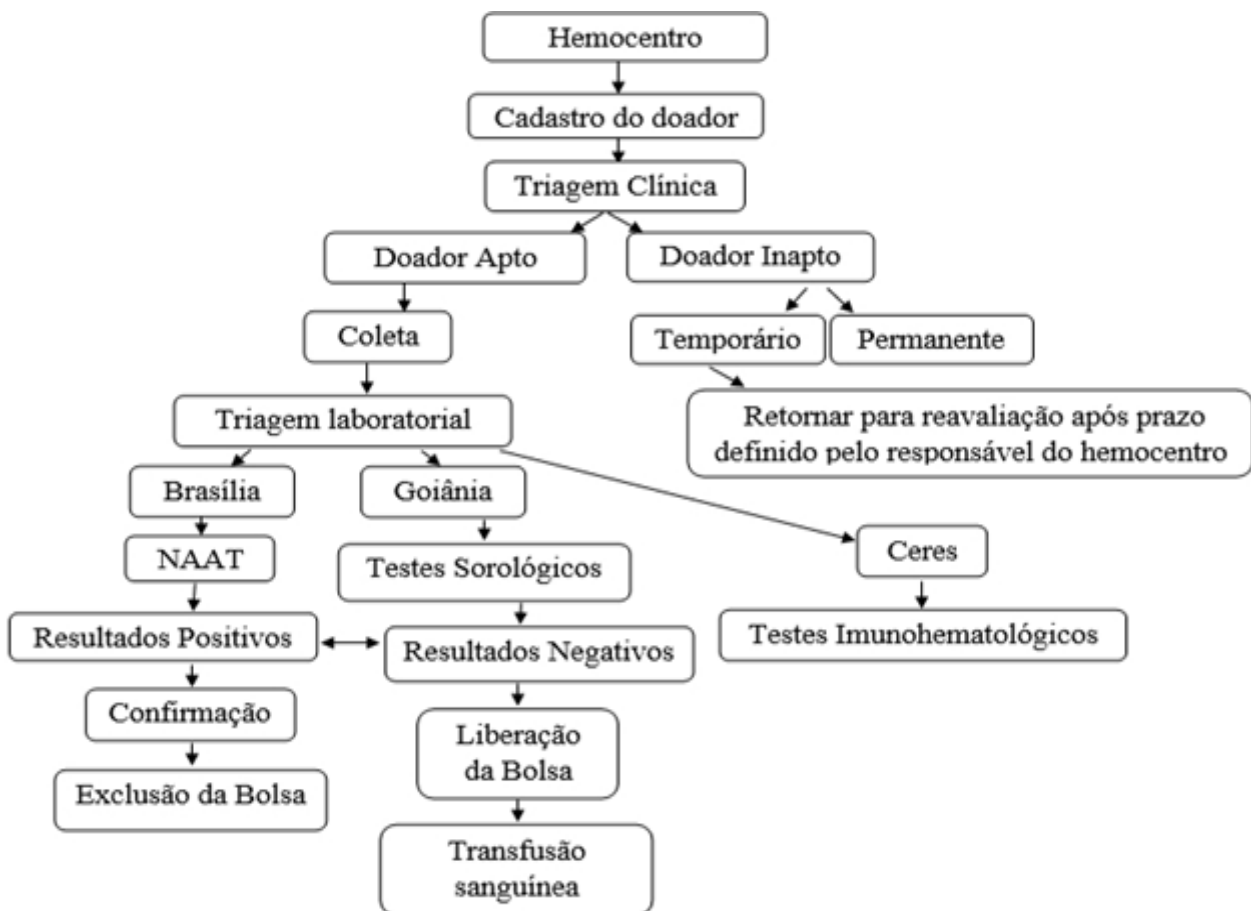 Hemocentro
Cadastro do doador
Triagem Clínica
Doador Apto
Doador Inapto
Coleta
Temporário
Permanente
Triagem laboratorial
Retornar para reavaliação após prazo
definido pelo responsável do hemocentro
Brasília
Goiânia
Ceres
NAAT
Testes Sorológicos
Testes Imunohematológicos
Resultados Positivos
Resultados Negativos
Confirmação
Liberação
da Bolsa
Exclusão da Bolsa
Transfusão
sanguínea